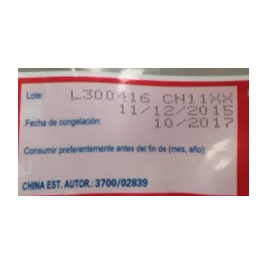 Lote: L300416 CN11XX
11/12/2015
Fecha de congelación: 10/2017
Consumir preferentemente antes del fin de (mes, año):
CHINA EST. AUTOR.: 3700/02839